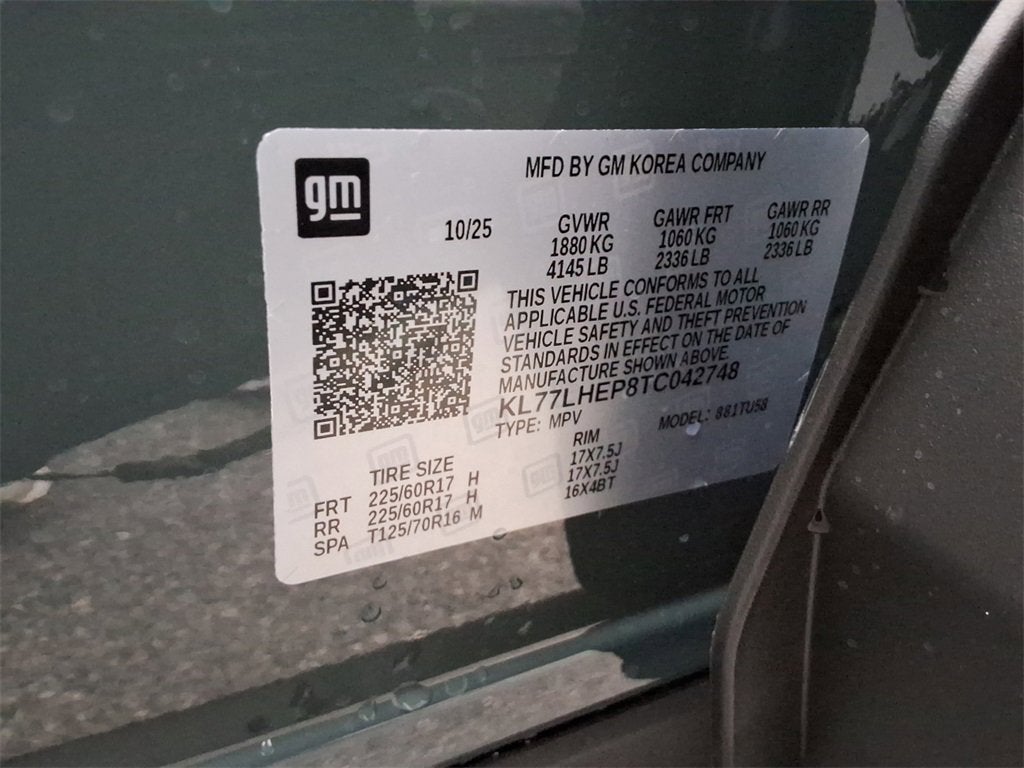 gm
MFD BY GM KOREA COMPANY
10/25
GVWR GAWR FRT GAWR RR
1880 KG 1060 KG 1060 KG
4145 LB 2336 LB 2336 LB
THIS VEHICLE CONFORMS TO ALL
APPLICABLE U.S. FEDERAL MOTOR
VEHICLE SAFETY AND THEFT PREVENTION
STANDARDS IN EFFECT ON THE DATE OF
MANUFACTURE SHOWN ABOVE.
KL77LHEP8TC042748
TYPE: MPV MODEL: 881TU58
TIRE SIZE RIM
FRT 225/60R17 H 17X7.5J
RR 225/60R17 H 17X7.5J
SPA T125/70R16 M 16X4BT